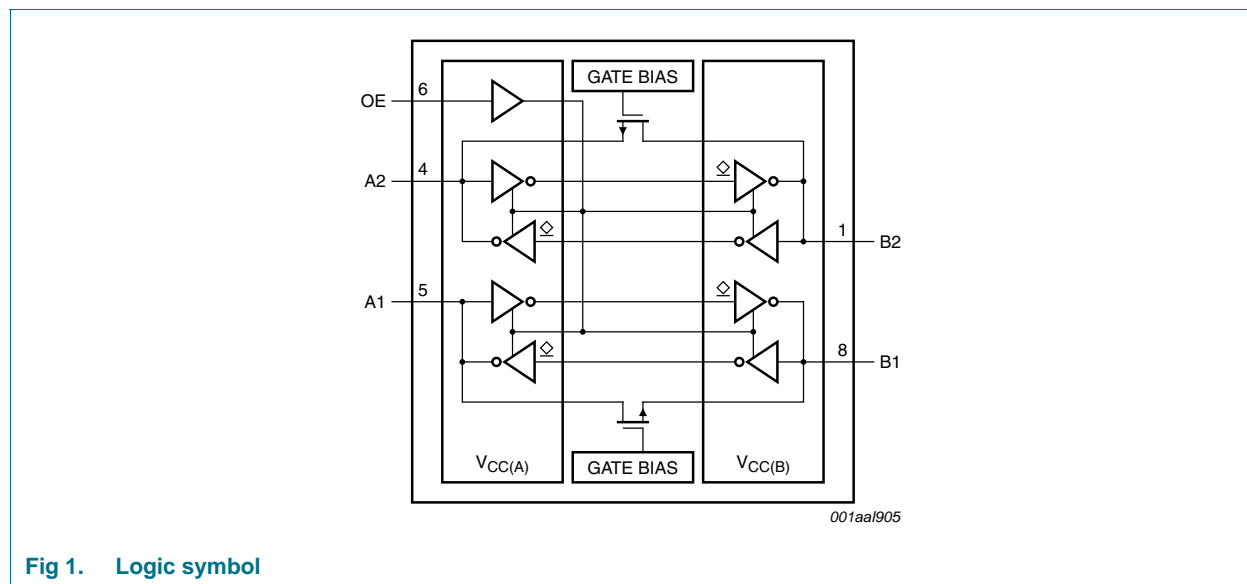 GATE BIAS
OE 6
A2 4
1 B2
A1 5
8 B1
VCC(A) GATE BIAS VCC(B)
001aal905
Fig 1. Logic symbol